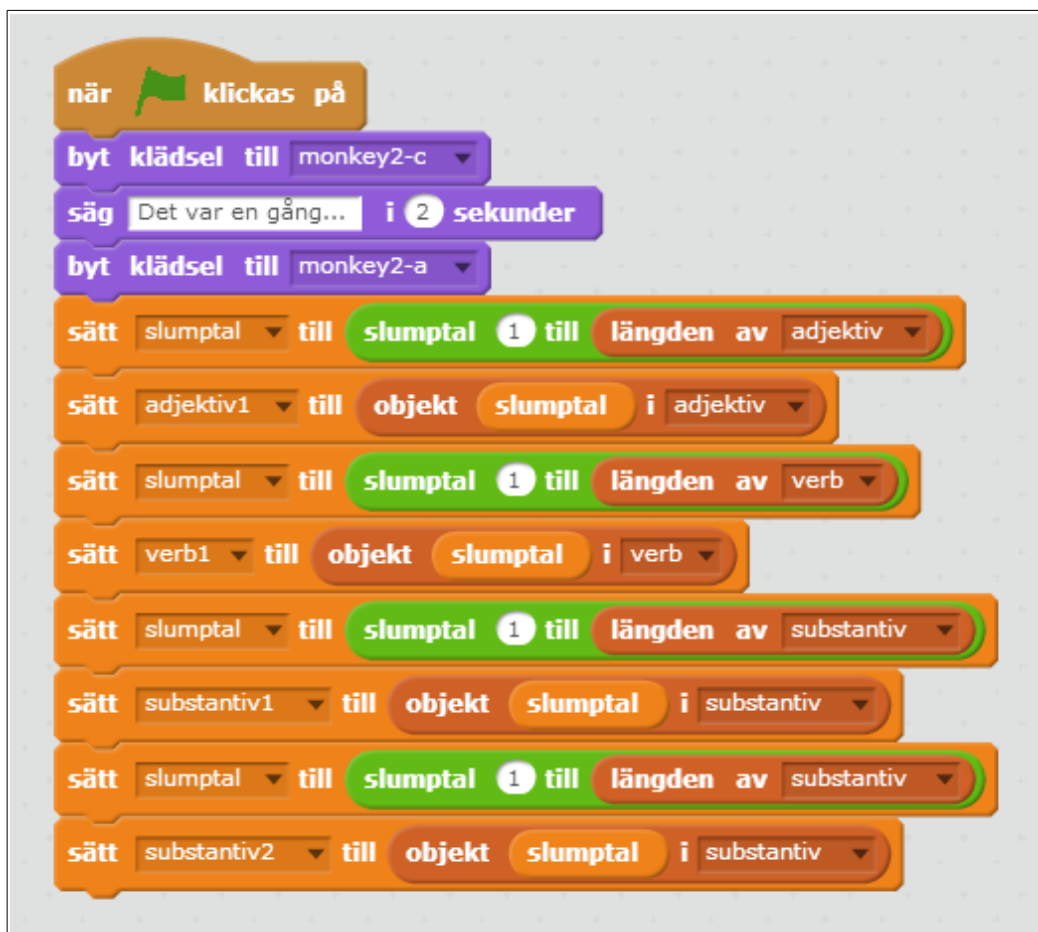 när klickas på
byt klädsel till monkey2-c
säg Det var en gång... i 2 sekunder
byt klädsel till monkey2-a
sätt slumptal till slumptal 1 till längden av adjektiv
sätt adjektiv1 till objekt slumptal i adjektiv
sätt slumptal till slumptal 1 till längden av verb
sätt verb1 till objekt slumptal i verb
sätt slumptal till slumptal 1 till längden av substantiv
sätt substantiv1 till objekt slumptal i substantiv
sätt slumptal till slumptal 1 till längden av substantiv
sätt substantiv2 till objekt slumptal i substantiv